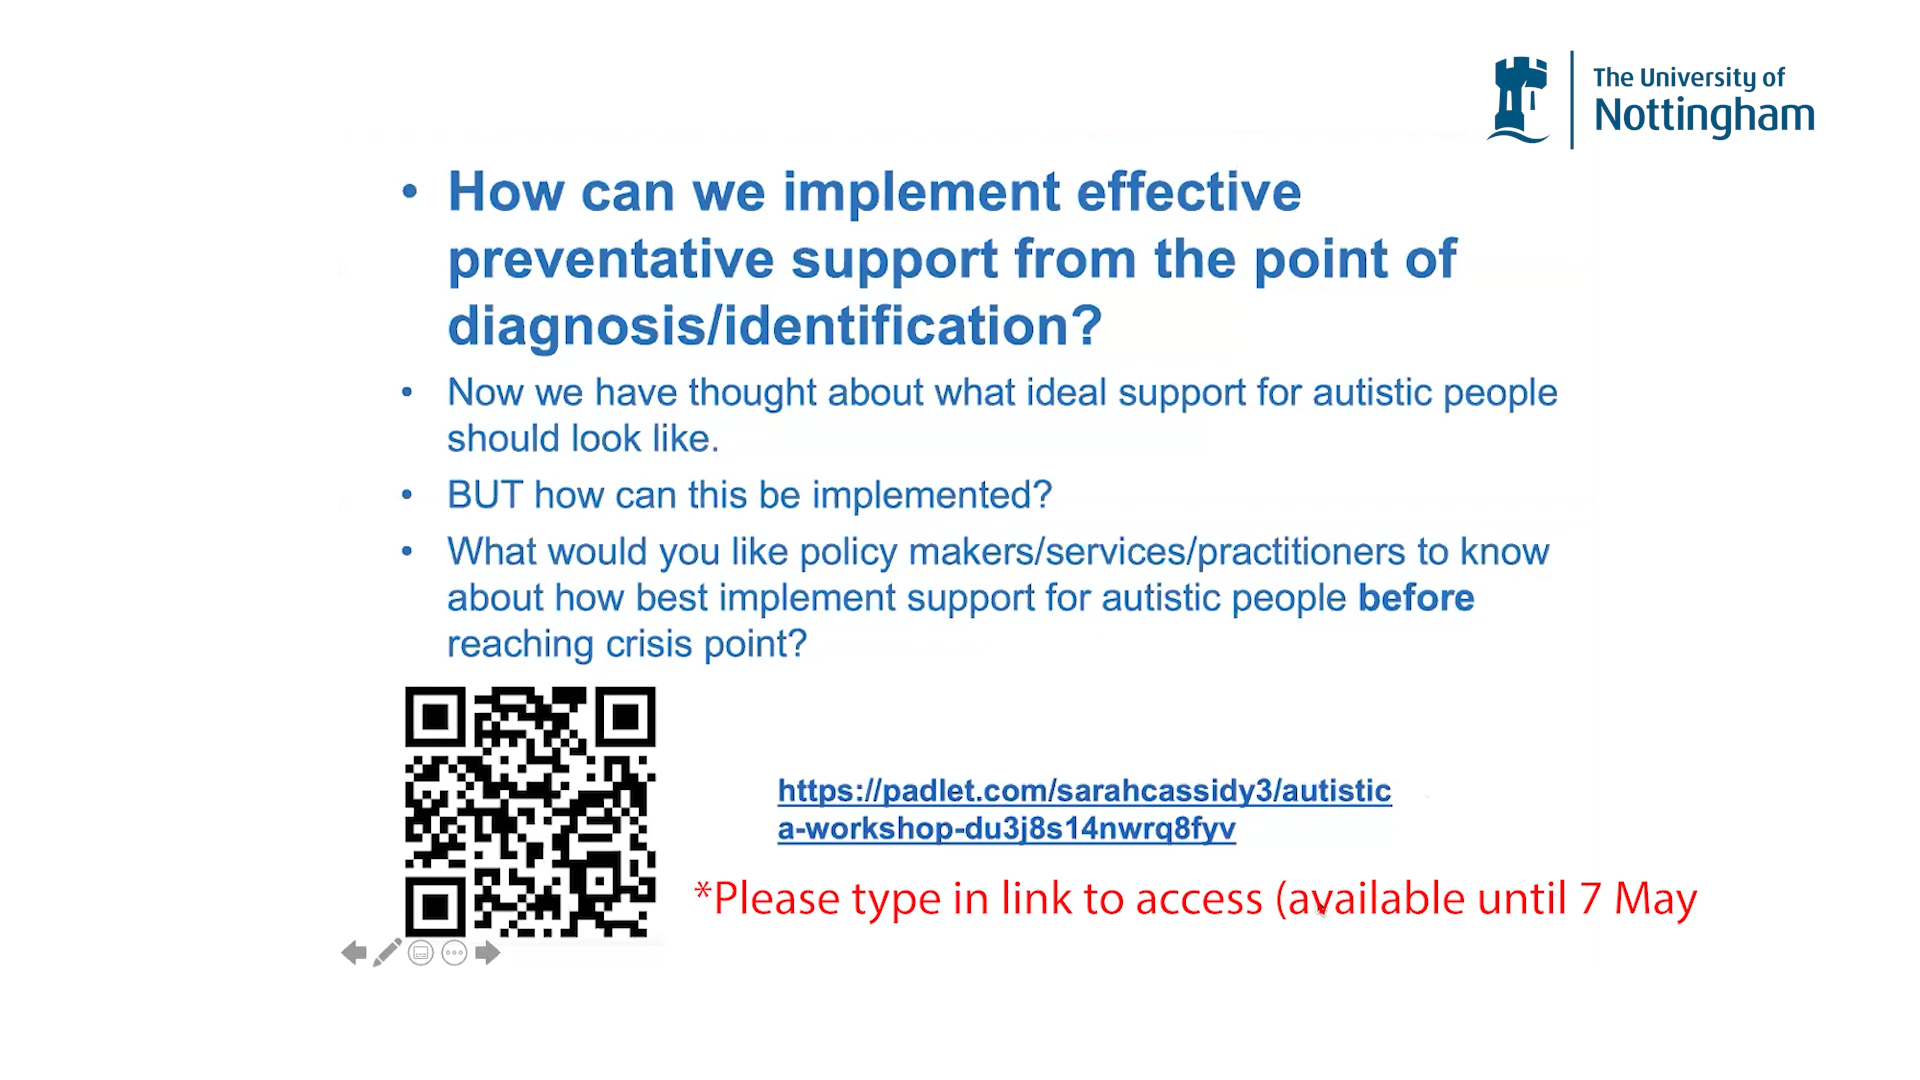 The University of
Nottingham
• How can we implement effective
preventative support from the point of
diagnosis/identification?
• Now we have thought about what ideal support for autistic people
should look like.
• BUT how can this be implemented?
• What would you like policy makers/services/practitioners to know
about how best implement support for autistic people before
reaching crisis point?
https://padlet.com/sarahcassidy3/autistic
a-workshop-du3j8s14nwrq8fyv
*Please type in link to access (available until 7 May